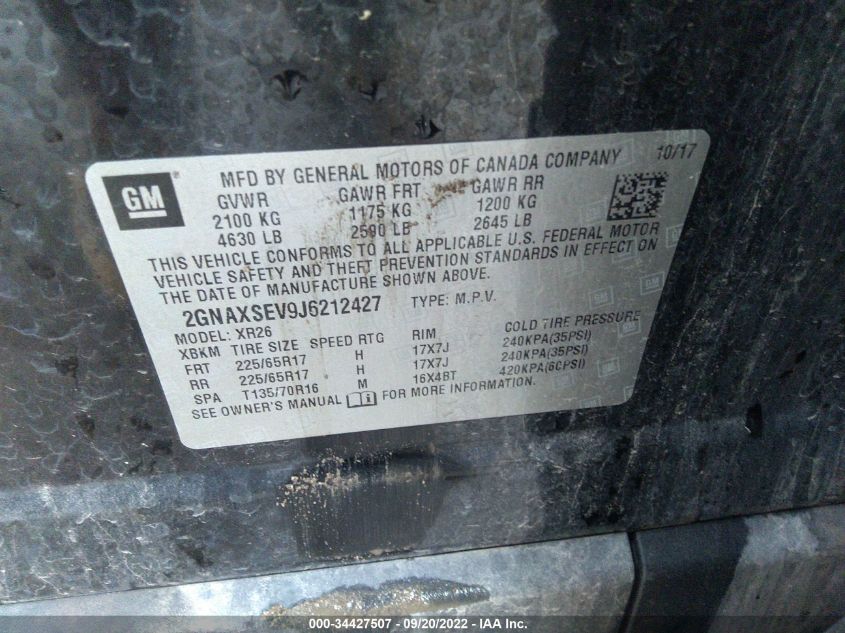 GM
MFD BY GENERAL MOTORS OF CANADA COMPANY 10/17
GVWR GAWR FRT GAWR RR
2100 KG 1175 KG 1200 KG
4630 LB 2590 LB 2645 LB
THIS VEHICLE CONFORMS TO ALL APPLICABLE U.S. FEDERAL MOTOR
VEHICLE SAFETY AND THEFT PREVENTION STANDARDS IN EFFECT ON
THE DATE OF MANUFACTURE SHOWN ABOVE.
2GNAXSEV9J6212427 TYPE: M.P.V.
MODEL: XR26
XBKM TIRE SIZE SPEED RTG RIM COLD TIRE PRESSURE
FRT 225/65R17 H 17X7J 240KPA(35PSI)
RR 225/65R17 H 17X7J 240KPA(35PSI)
SPA T135/70R16 M 16X4BT 420KPA(60PSI)
SEE OWNER'S MANUAL FOR MORE INFORMATION.
000-34427507 - 09/20/2022 - IAA Inc.